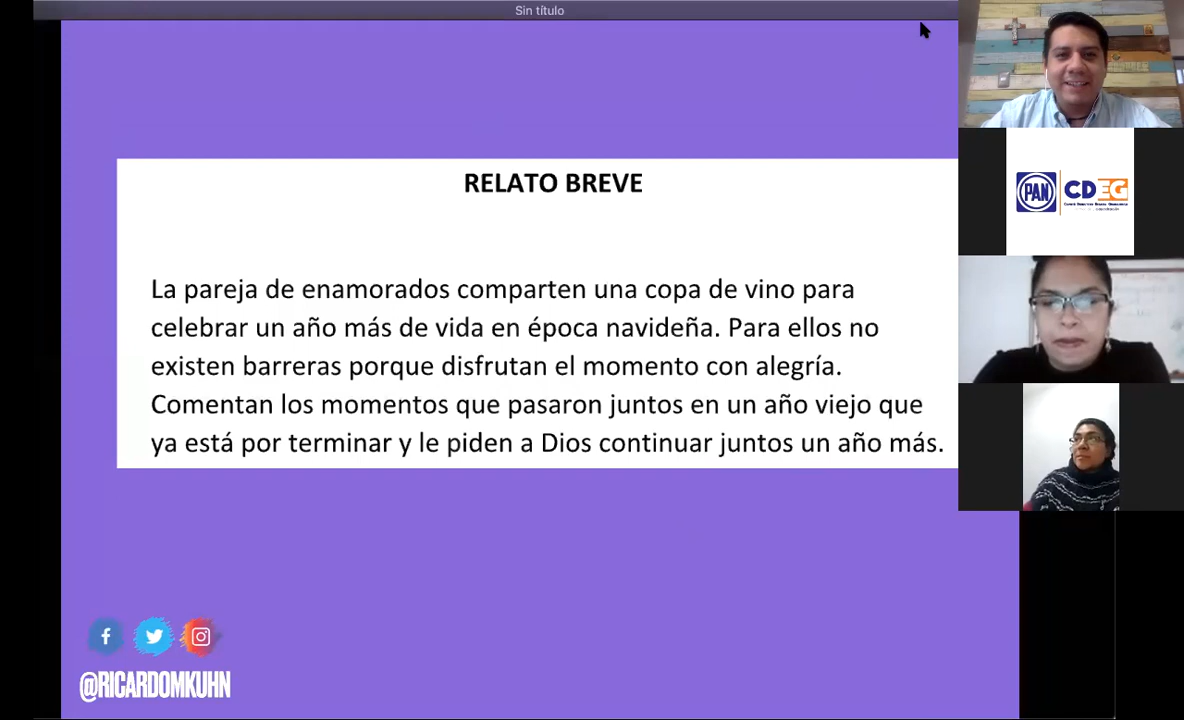 Sin título
RELATO BREVE
La pareja de enamorados comparten una copa de vino para
celebrar un año más de vida en época navideña. Para ellos no
existen barreras porque disfrutan el momento con alegría.
Comentan los momentos que pasaron juntos en un año viejo que
ya está por terminar y le piden a Dios continuar juntos un año más.
@RICARDOMKUHN
PAN
CDEG